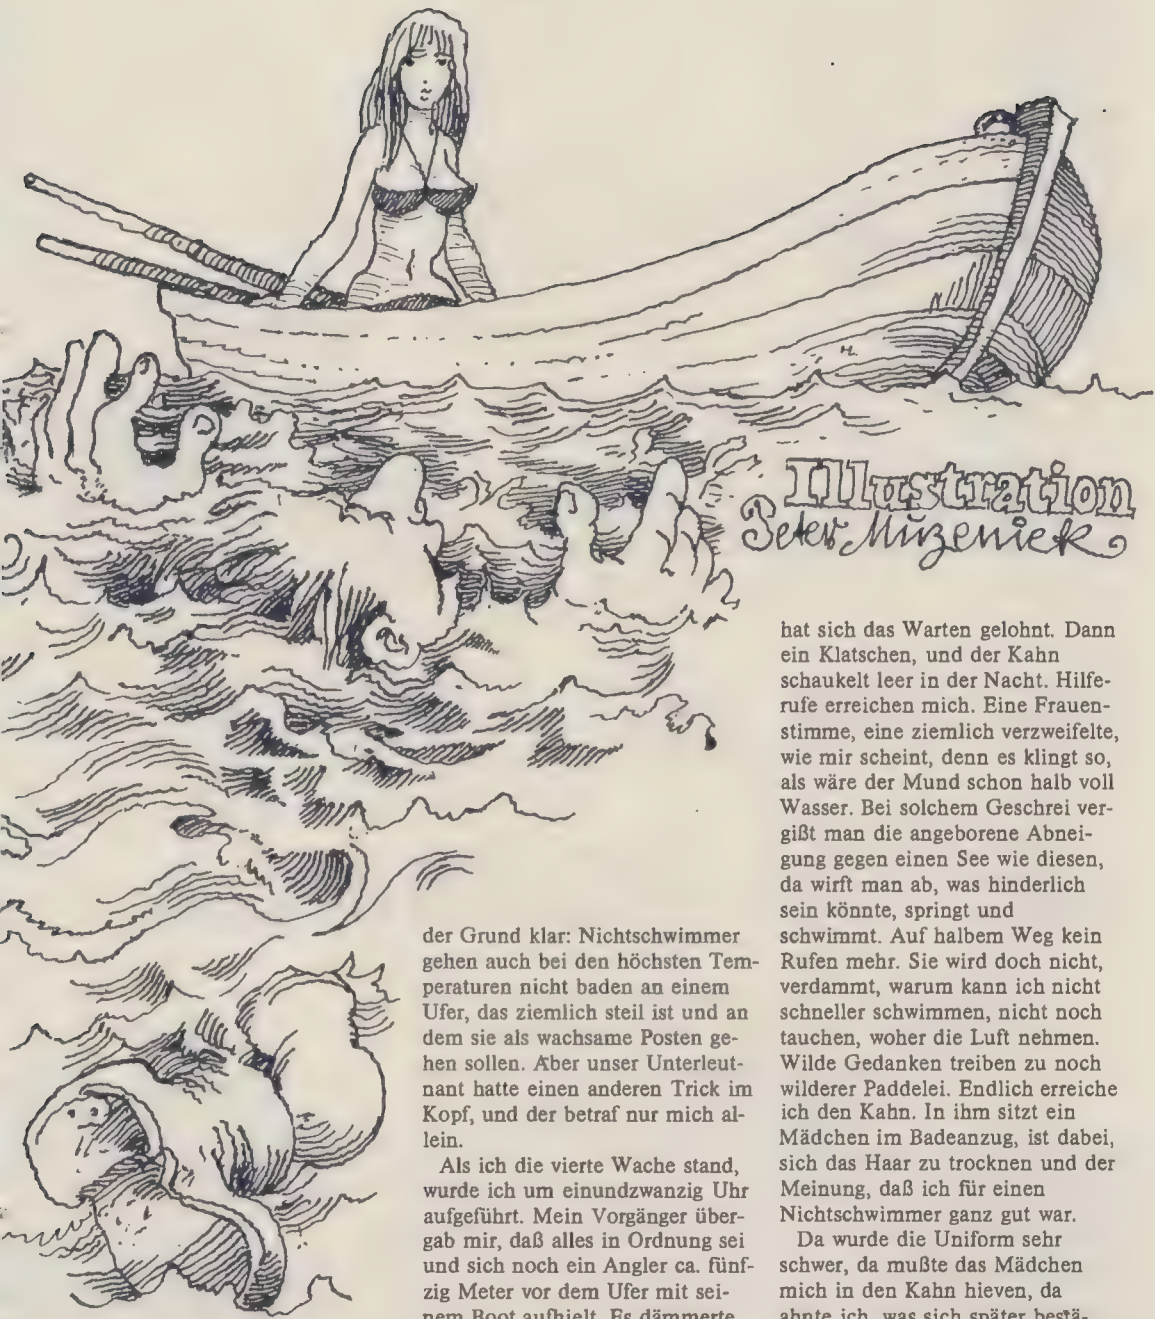 Illustration
Peter Muzeniek
der Grund klar: Nichtschwimmer
gehen auch bei den höchsten Tem-
peraturen nicht baden an einem
Ufer, das ziemlich steil ist und an
dem sie als wachsame Posten ge-
hen sollen. Aber unser Unterleut-
nant hatte einen anderen Trick im
Kopf, und der betraf nur mich al-
lein.
Als ich die vierte Wache stand,
wurde ich um einundzwanzig Uhr
aufgeführt. Mein Vorgänger über-
gab mir, daß alles in Ordnung sei
und sich noch ein Angler ca. fünf-
zig Meter vor dem Ufer mit sei-
nem Boot aufhielt. Es dämmerte
hat sich das Warten gelohnt. Dann
ein Klatschen, und der Kahn
schaukelt leer in der Nacht. Hilfe-
rufe erreichen mich. Eine Frauen-
stimme, eine ziemlich verzweifelte,
wie mir scheint, denn es klingt so,
als wäre der Mund schon halb voll
Wasser. Bei solchem Geschrei ver-
gißt man die angeborene Abnei-
gung gegen einen See wie diesen,
da wirft man ab, was hinderlich
sein könnte, springt und
schwimmt. Auf halbem Weg kein
Rufen mehr. Sie wird doch nicht,
verdammt, warum kann ich nicht
schneller schwimmen, nicht noch
tauchen, woher die Luft nehmen.
Wilde Gedanken treiben zu noch
wilderer Paddelei. Endlich erreiche
ich den Kahn. In ihm sitzt ein
Mädchen im Badeanzug, ist dabei,
sich das Haar zu trocknen und der
Meinung, daß ich für einen
Nichtschwimmer ganz gut war.
Da wurde die Uniform sehr
schwer, da mußte das Mädchen
mich in den Kahn hieven, da
ahnte ich, was sich später bestä-